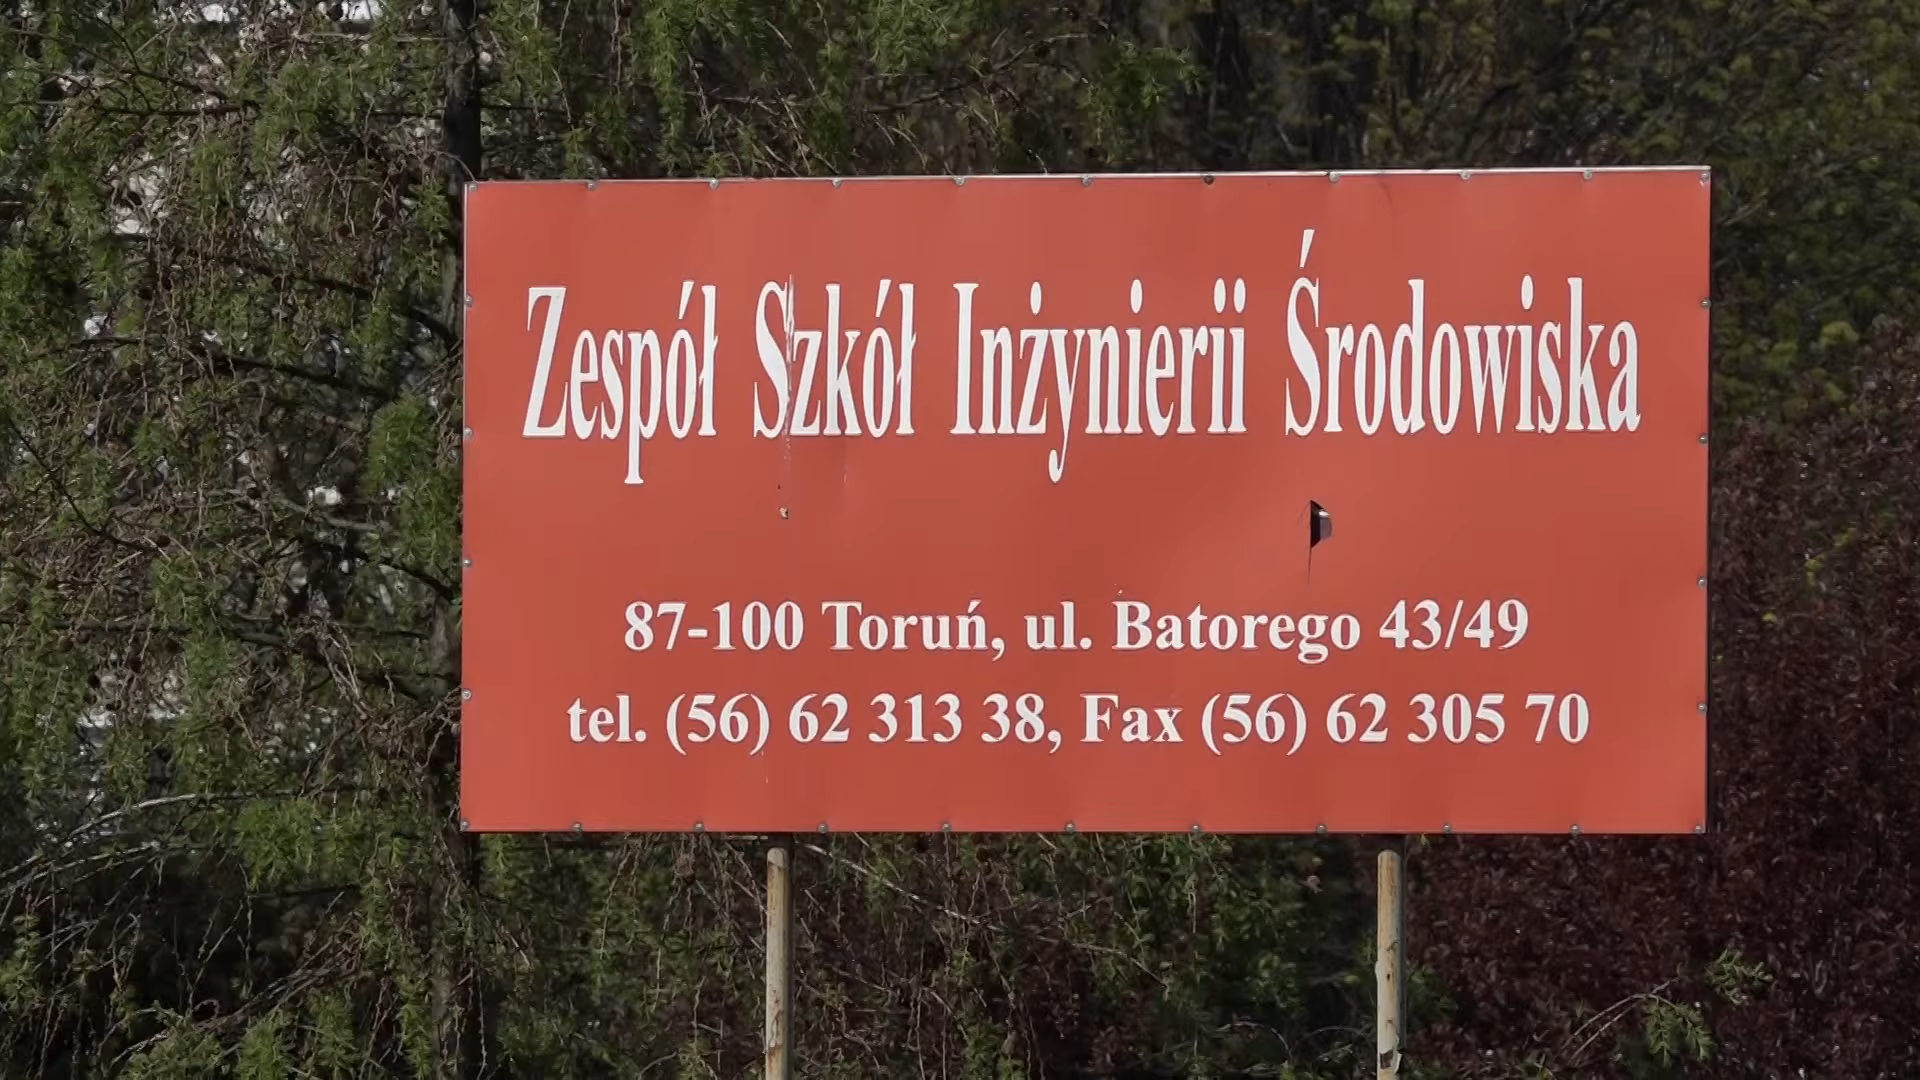 Zespół Szkół Inżynierii Środowiska
87-100 Toruń, ul. Batorego 43/49
tel. (56) 62 313 38, Fax (56) 62 305 70